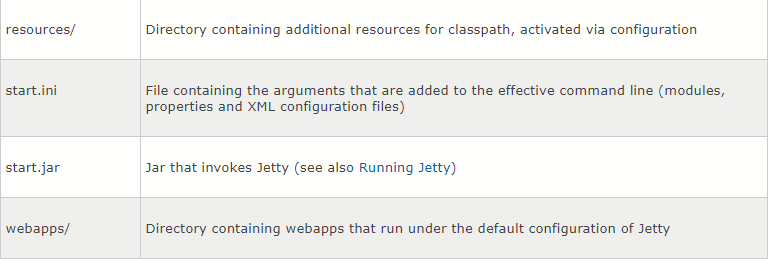 resources/ Directory containing additional resources for classpath, activated via configuration
start.ini File containing the arguments that are added to the effective command line (modules,
properties and XML configuration files)
start.jar Jar that invokes Jetty (see also Running Jetty)
webapps/ Directory containing webapps that run under the default configuration of Jetty